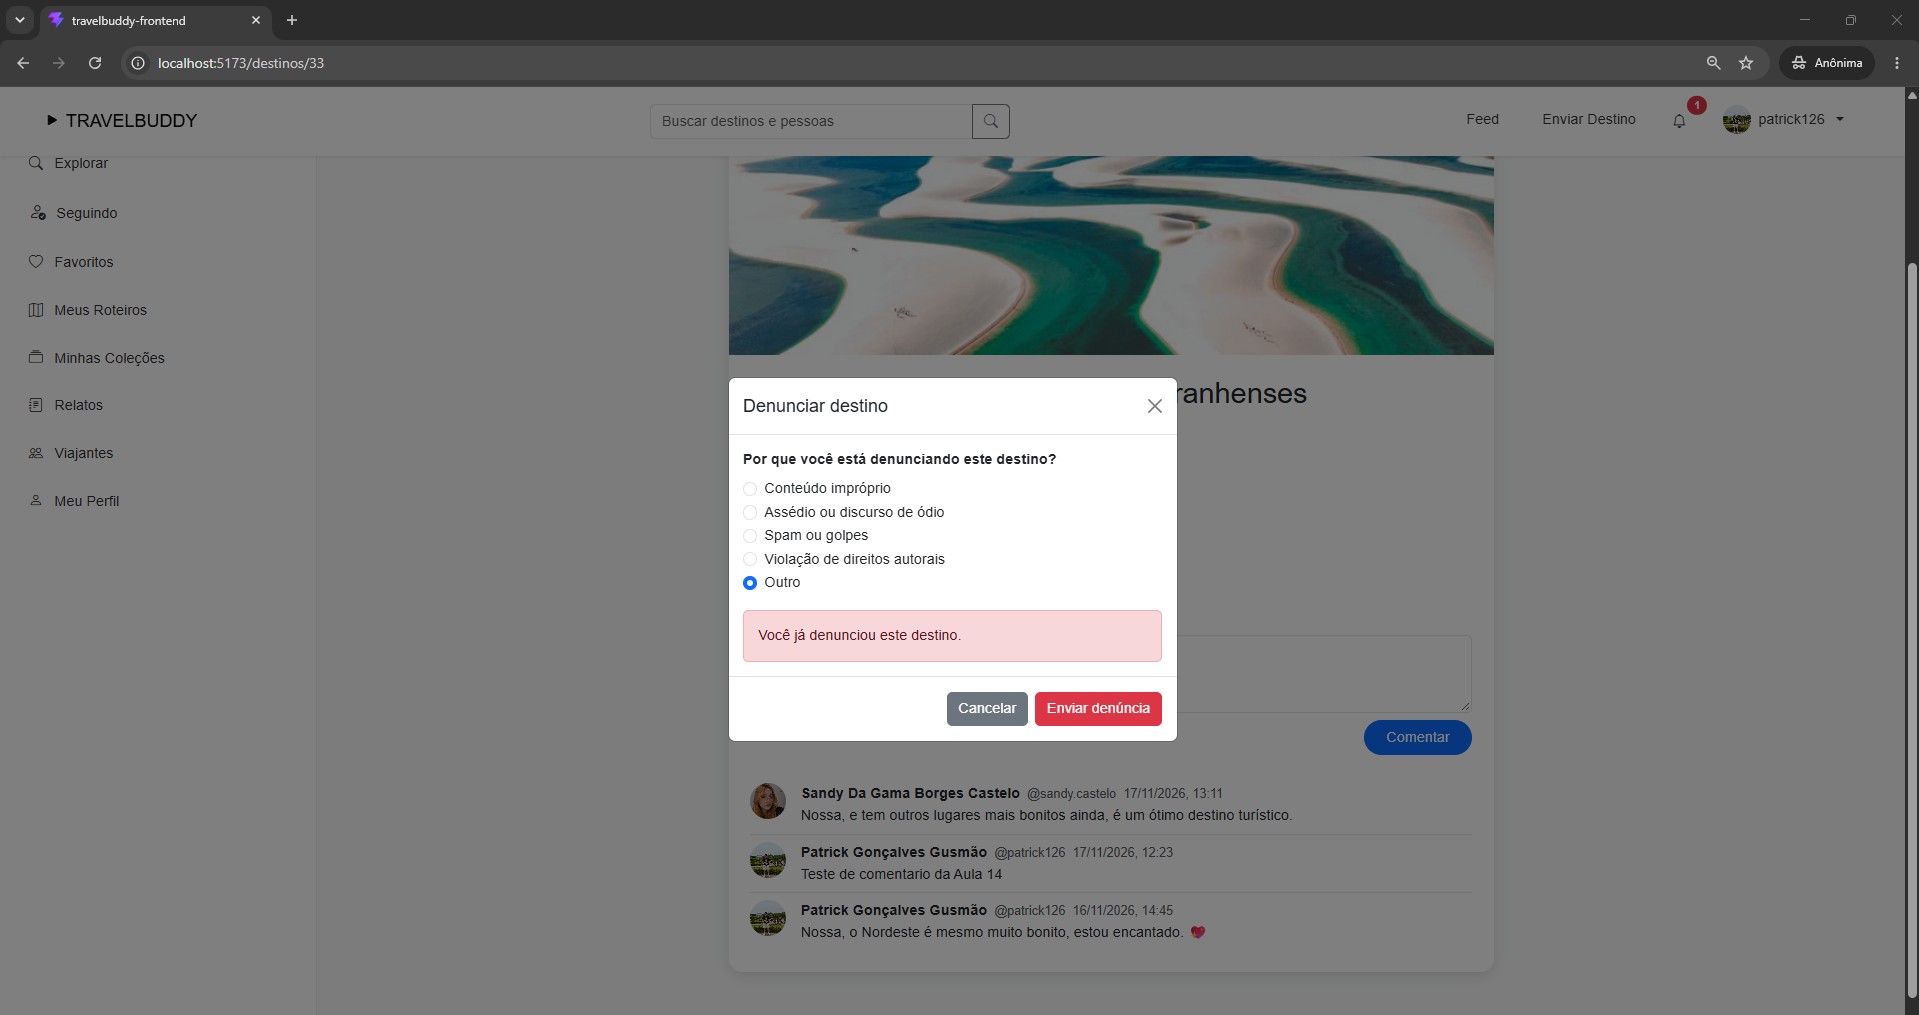 travelbuddy-frontend
localhost:5173/destinos/33
Anônima
TRAVELBUDDY
Buscar destinos e pessoas
Feed
Enviar Destino
1
patrick126
Explorar
Seguindo
Favoritos
Meus Roteiros
Minhas Coleções
Relatos
Viajantes
Meu Perfil
ranhenses
Denunciar destino
Por que você está denunciando este destino?
Conteúdo impróprio
Assédio ou discurso de ódio
Spam ou golpes
Violação de direitos autorais
Outro
Você já denunciou este destino.
Cancelar
Enviar denúncia
Comentar
Sandy Da Gama Borges Castelo @sandy.castelo 17/11/2026, 13:11
Nossa, e tem outros lugares mais bonitos ainda, é um ótimo destino turístico.
Patrick Gonçalves Gusmão @patrick126 17/11/2026, 12:23
Teste de comentario da Aula 14
Patrick Gonçalves Gusmão @patrick126 16/11/2026, 14:45
Nossa, o Nordeste é mesmo muito bonito, estou encantado. 💖